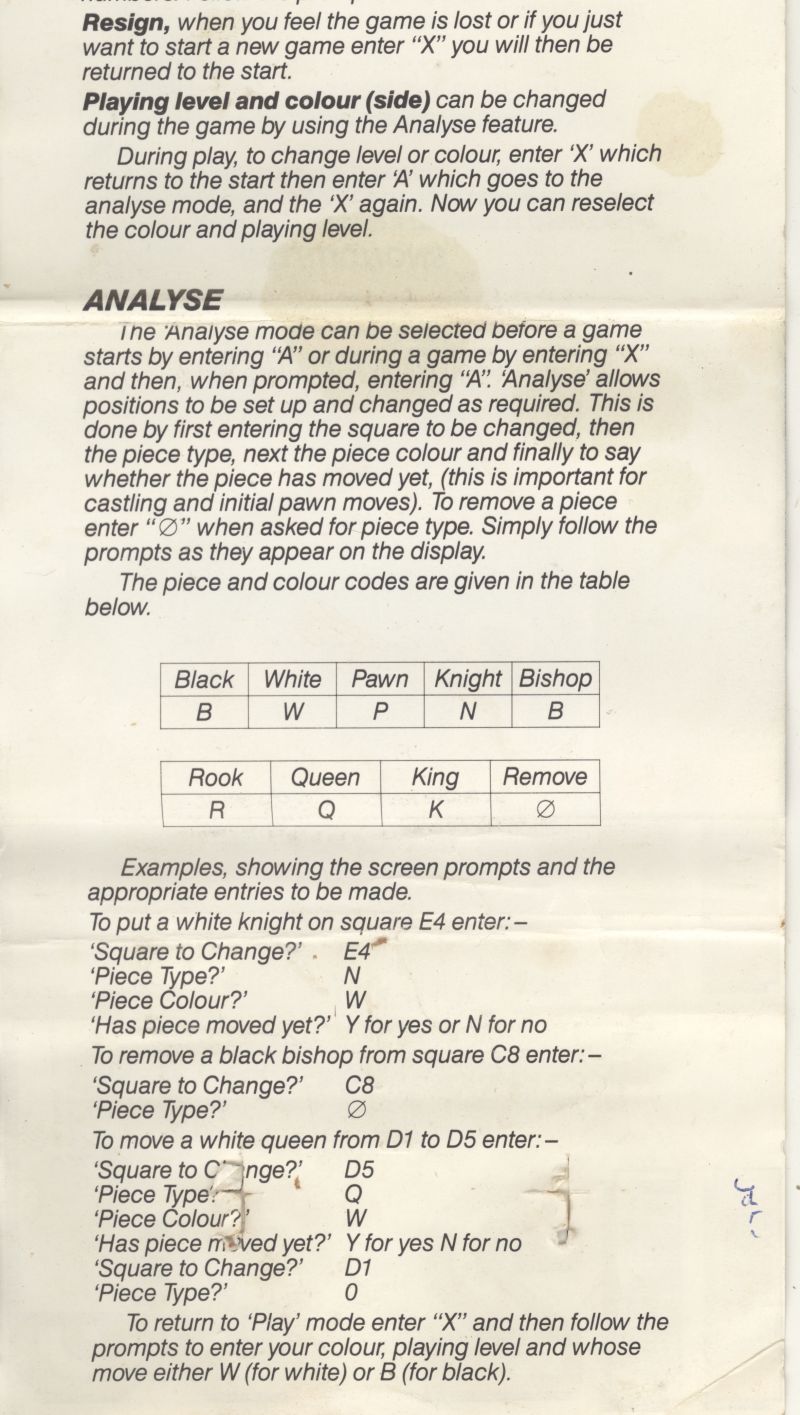 Resign, when you feel the game is lost or if you just
want to start a new game enter “X” you will then be
returned to the start.
Playing level and colour (side) can be changed
during the game by using the Analyse feature.
During play, to change level or colour, enter ‘X’ which
returns to the start then enter ‘A’ which goes to the
analyse mode, and the ‘X’ again. Now you can reselect
the colour and playing level.
ANALYSE
The ‘Analyse mode can be selected before a game
starts by entering “A” or during a game by entering “X”
and then, when prompted, entering “A”. ‘Analyse’ allows
positions to be set up and changed as required. This is
done by first entering the square to be changed, then
the piece type, next the piece colour and finally to say
whether the piece has moved yet, (this is important for
castling and initial pawn moves). To remove a piece
enter “∅” when asked for piece type. Simply follow the
prompts as they appear on the display.
The piece and colour codes are given in the table
below.
Black White Pawn Knight Bishop
B W P N B
Rook Queen King Remove
R Q K ∅
Examples, showing the screen prompts and the
appropriate entries to be made.
To put a white knight on square E4 enter:–
‘Square to Change?’ E4
‘Piece Type?’ N
‘Piece Colour?’ W
‘Has piece moved yet?’ Y for yes or N for no
To remove a black bishop from square C8 enter:–
‘Square to Change?’ C8
‘Piece Type?’ ∅
To move a white queen from D1 to D5 enter:–
‘Square to Change?’ D5
‘Piece Type?’ Q
‘Piece Colour?’ W
‘Has piece moved yet?’ Y for yes N for no
‘Square to Change?’ D1
‘Piece Type?’ 0
To return to ‘Play’ mode enter “X” and then follow the
prompts to enter your colour, playing level and whose
move either W (for white) or B (for black).